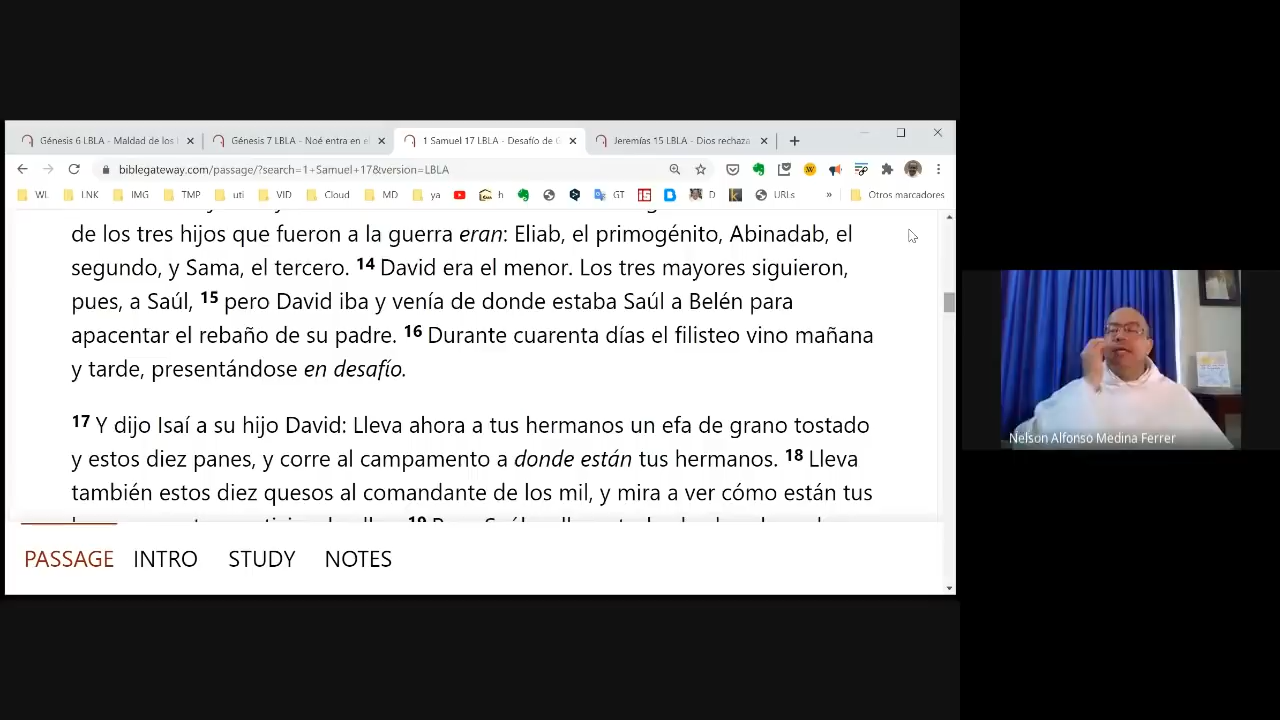 Génesis 6 LBLA - Maldad de los
Génesis 7 LBLA - Noé entra en el
1 Samuel 17 LBLA - Desafío de G
Jeremías 15 LBLA - Dios rechaza
biblegateway.com/passage/?search=1+Samuel+17&version=LBLA
WL LNK IMG TMP uti VID Cloud MD ya h GT D URLs » Otros marcadores
de los tres hijos que fueron a la guerra eran: Eliab, el primogénito, Abinadab, el
segundo, y Sama, el tercero. 14 David era el menor. Los tres mayores siguieron,
pues, a Saúl, 15 pero David iba y venía de donde estaba Saúl a Belén para
apacentar el rebaño de su padre. 16 Durante cuarenta días el filisteo vino mañana
y tarde, presentándose en desafío.
17 Y dijo Isaí a su hijo David: Lleva ahora a tus hermanos un efa de grano tostado
y estos diez panes, y corre al campamento a donde están tus hermanos. 18 Lleva
también estos diez quesos al comandante de los mil, y mira a ver cómo están tus
PASSAGE INTRO STUDY NOTES
Nelson Alfonso Medina Ferrer